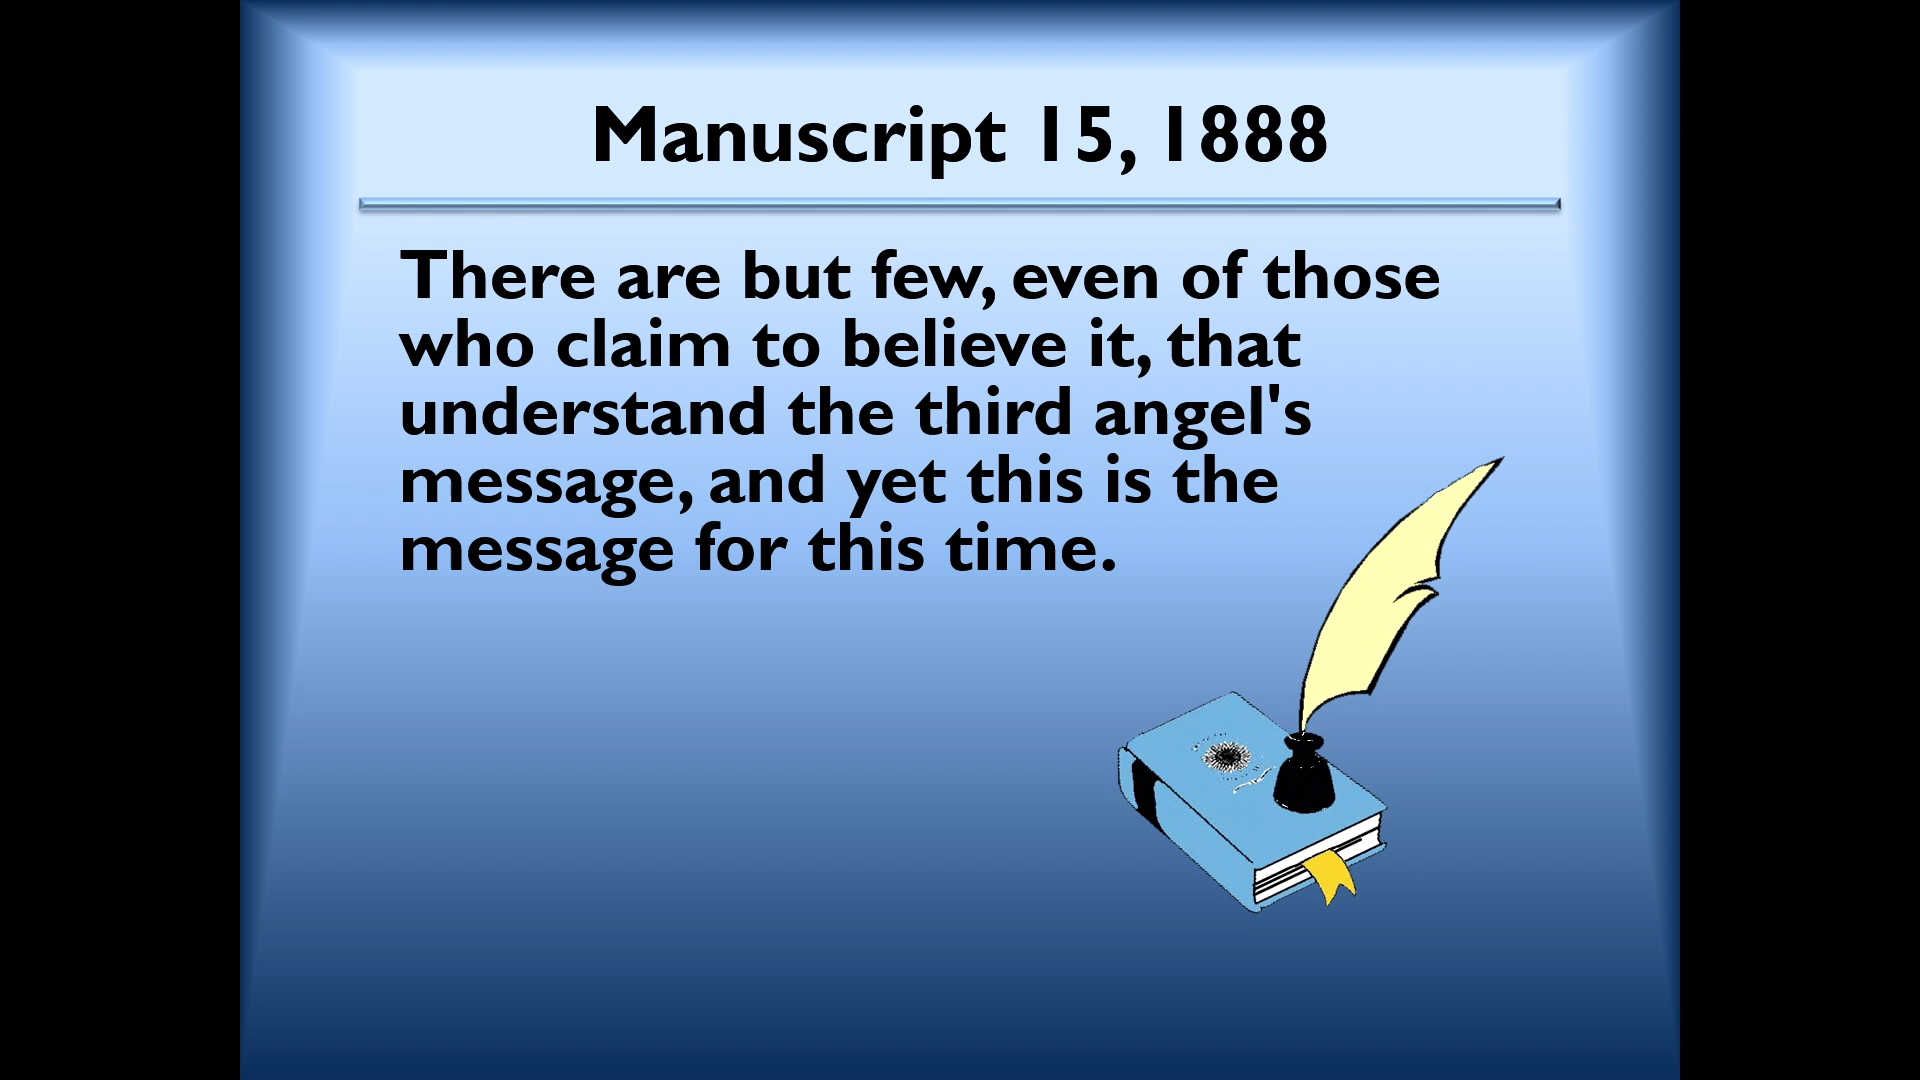 Manuscript 15, 1888
There are but few, even of those
who claim to believe it, that
understand the third angel's
message, and yet this is the
message for this time.